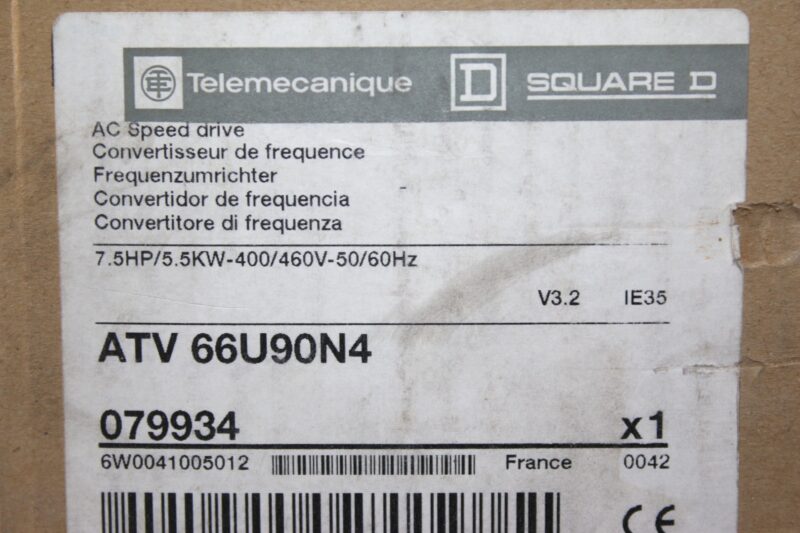 Telemecanique D SQUARE D
AC Speed drive
Convertisseur de frequence
Frequenzumrichter
Convertidor de frequencia
Convertitore di frequenza
7.5HP/5.5KW-400/460V-50/60Hz
V3.2 IE35
ATV 66U90N4
079934 x1
6W0041005012 France 0042
CE